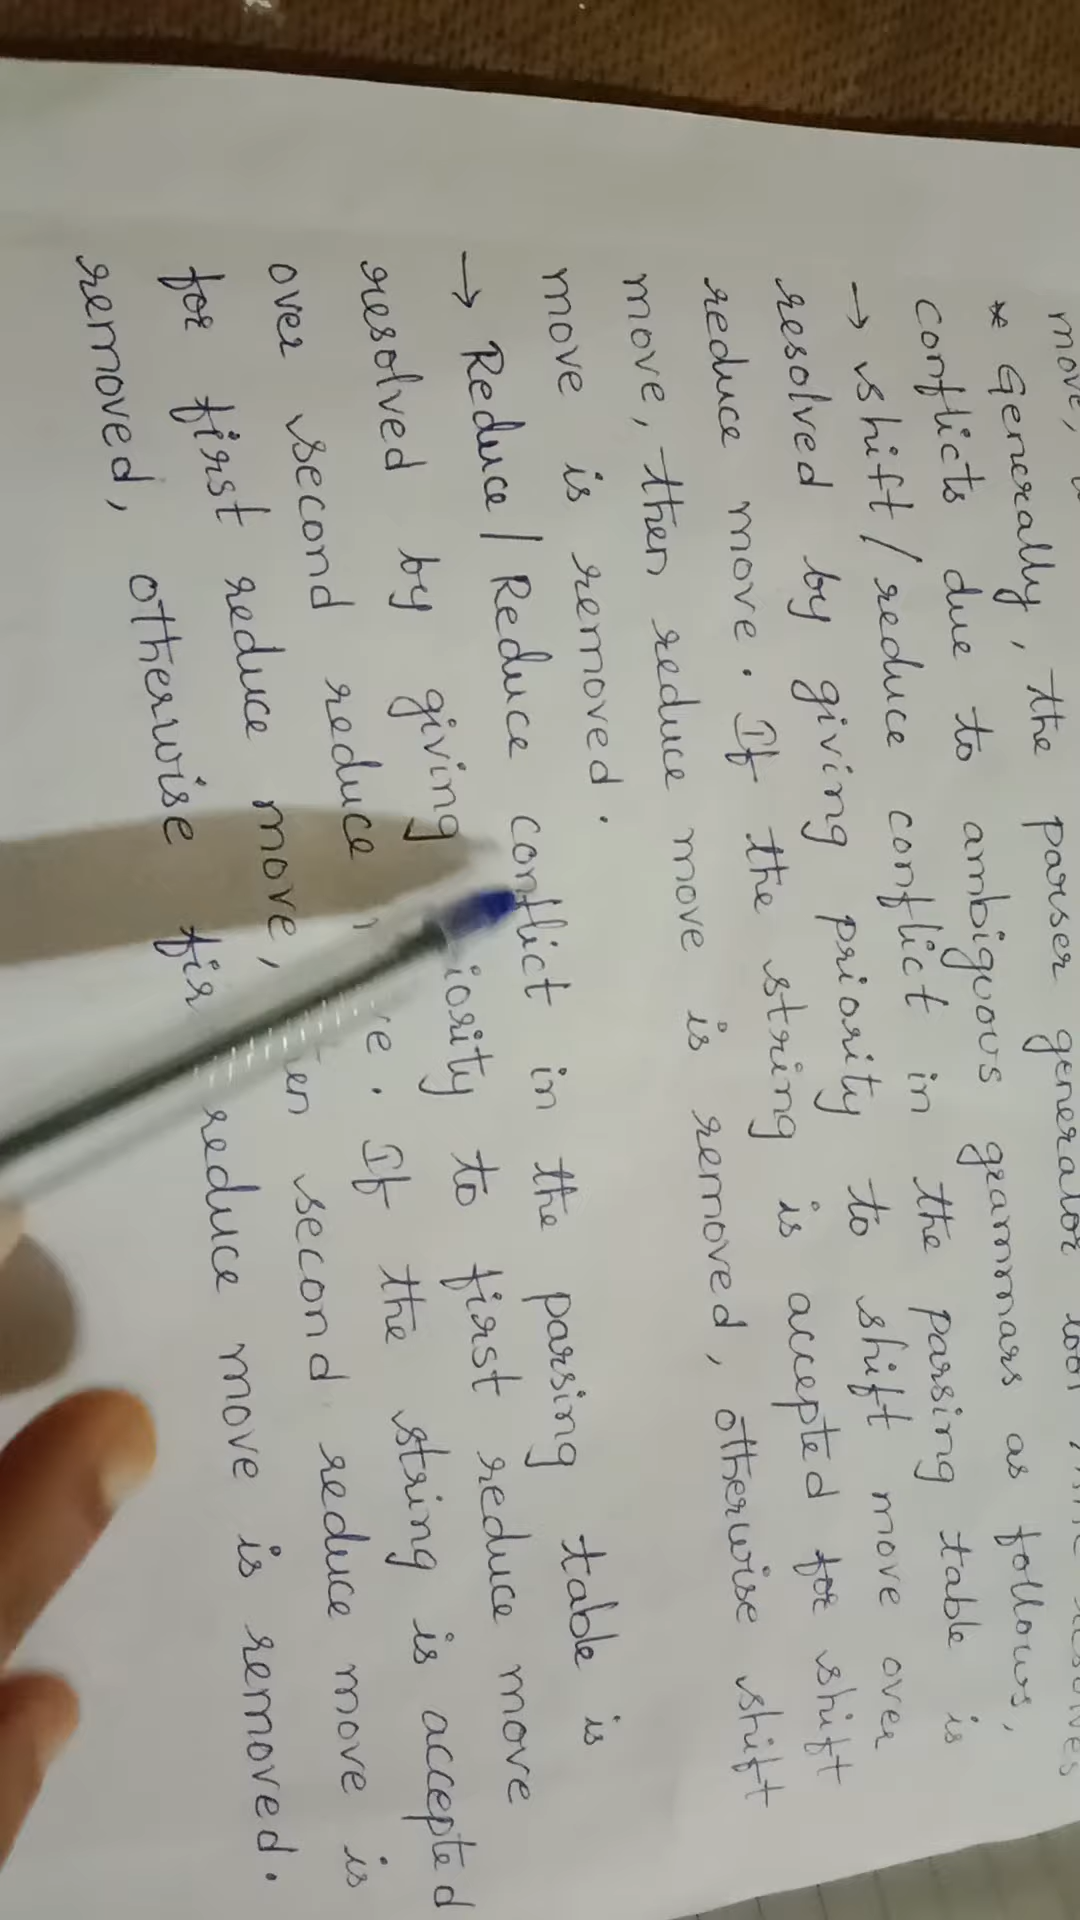 move,
* Generally, the parser generator tool
conflicts due to ambiguous grammars as follows,
→ shift/reduce conflict in the parsing table is
resolved by giving priority to shift move over
reduce move. If the string is accepted for shift
move, then reduce move is removed, otherwise shift
move is removed.
→ Reduce/Reduce conflict in the parsing table is
resolved by giving iority to first reduce move
over second reduce ve. If the string is accepted
for first reduce move, en second reduce move is
removed, otherwise fir reduce move is removed.